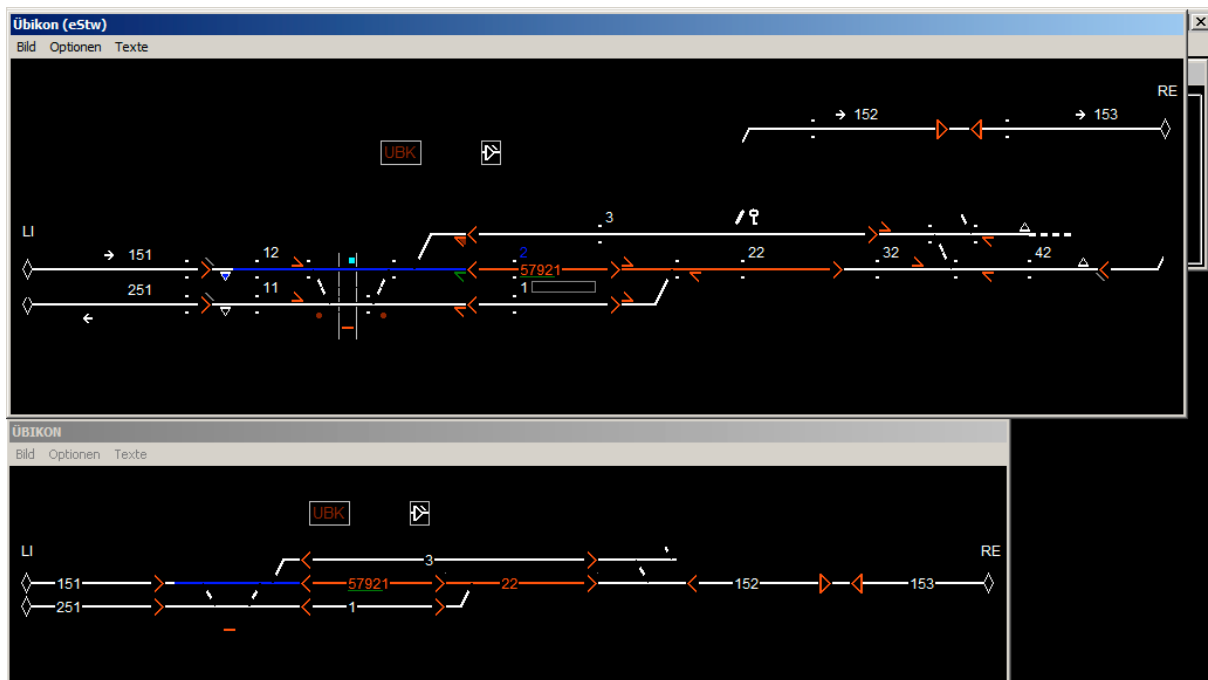 Übikon (eStw)
Bild Optionen Texte
RE
152 153
UBK
3
LI
151 12 2 22 32 42
57921
251 11 1
ÜBIKON
Bild Optionen Texte
UBK
LI RE
3
151 57921 22 152 153
251 1